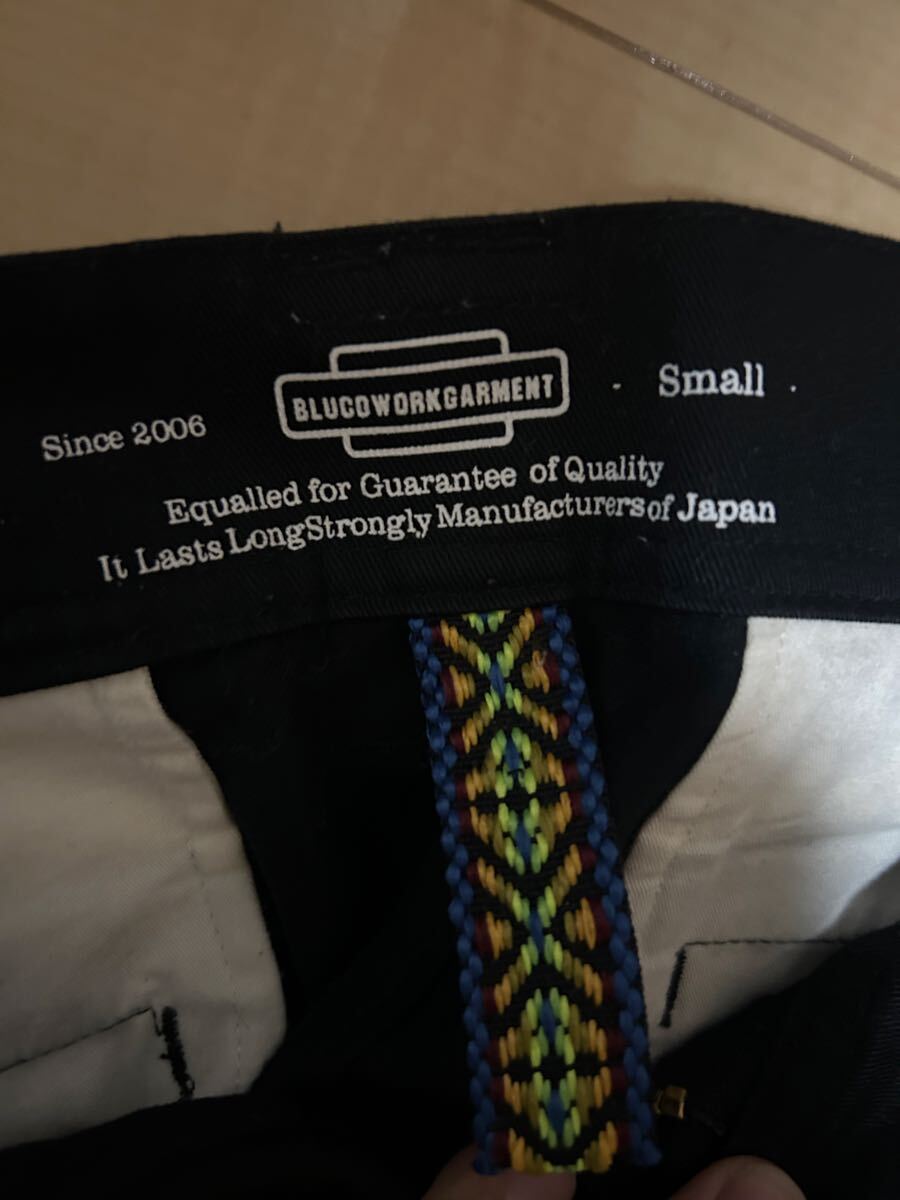 Since 2006
BLUCOWORKGARMENT
Small
Equalled for Guarantee of Quality
It Lasts LongStrongly Manufacturers of Japan